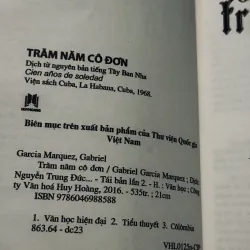 TRĂM NĂM CÔ ĐƠN
Dịch từ nguyên bản tiếng Tây Ban Nha
Cien años de soledad
Viện sách Cuba, La Habana, Cuba, 1968.
Biên mục trên xuất bản phẩm của Thư viện Quốc gia
Việt Nam
Garcia Marquez, Gabriel
Trăm năm cô đơn / Gabriel Garcia Marquez ; Dịch:
Nguyễn Trung Đức... - Tái bản lần 2. - H. : Văn học ; Công
ty Văn hoá Huy Hoàng, 2016. - 535tr. ; 21cm
ISBN 9786046988588
1. Văn học hiện đại 2. Tiểu thuyết 3. Côlômbia
863.64 - dc23